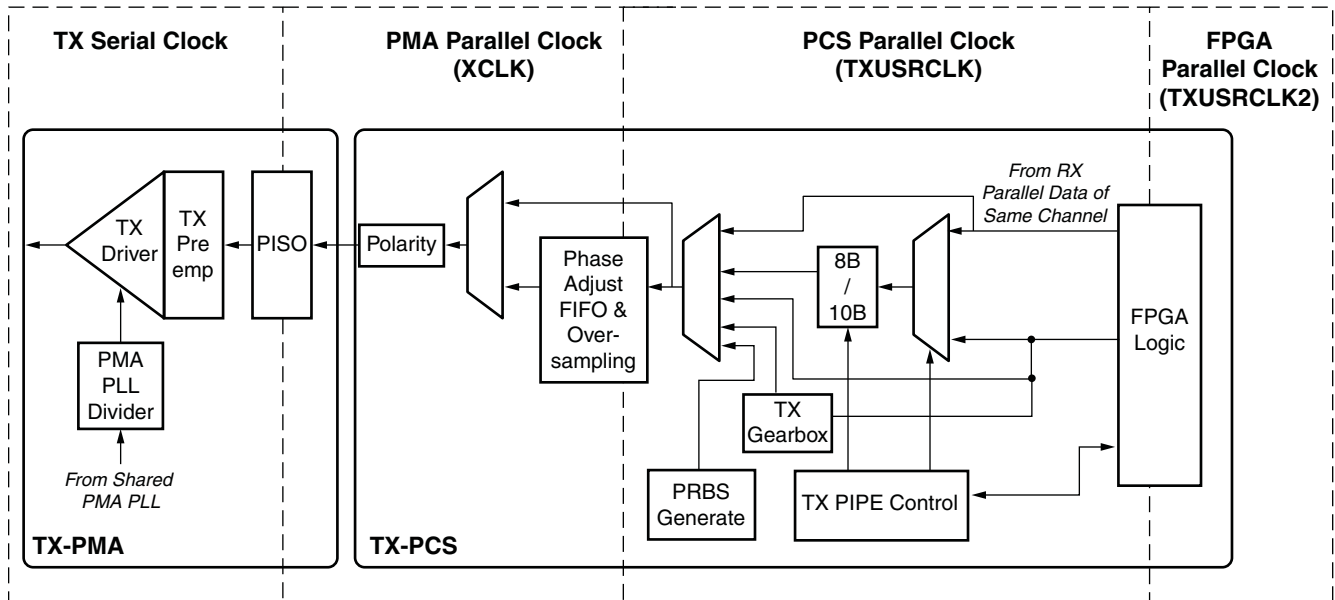 TX Serial Clock
PMA Parallel Clock
(XCLK)
PCS Parallel Clock
(TXUSRCLK)
FPGA
Parallel Clock
(TXUSRCLK2)
From RX
Parallel Data of
Same Channel
TX
Driver
TX
Pre
emp
PISO
Polarity
Phase
Adjust
FIFO &
Over-
sampling
8B
/
10B
FPGA
Logic
PMA
PLL
Divider
TX
Gearbox
From Shared
PMA PLL
PRBS
Generate
TX PIPE Control
TX-PMA
TX-PCS